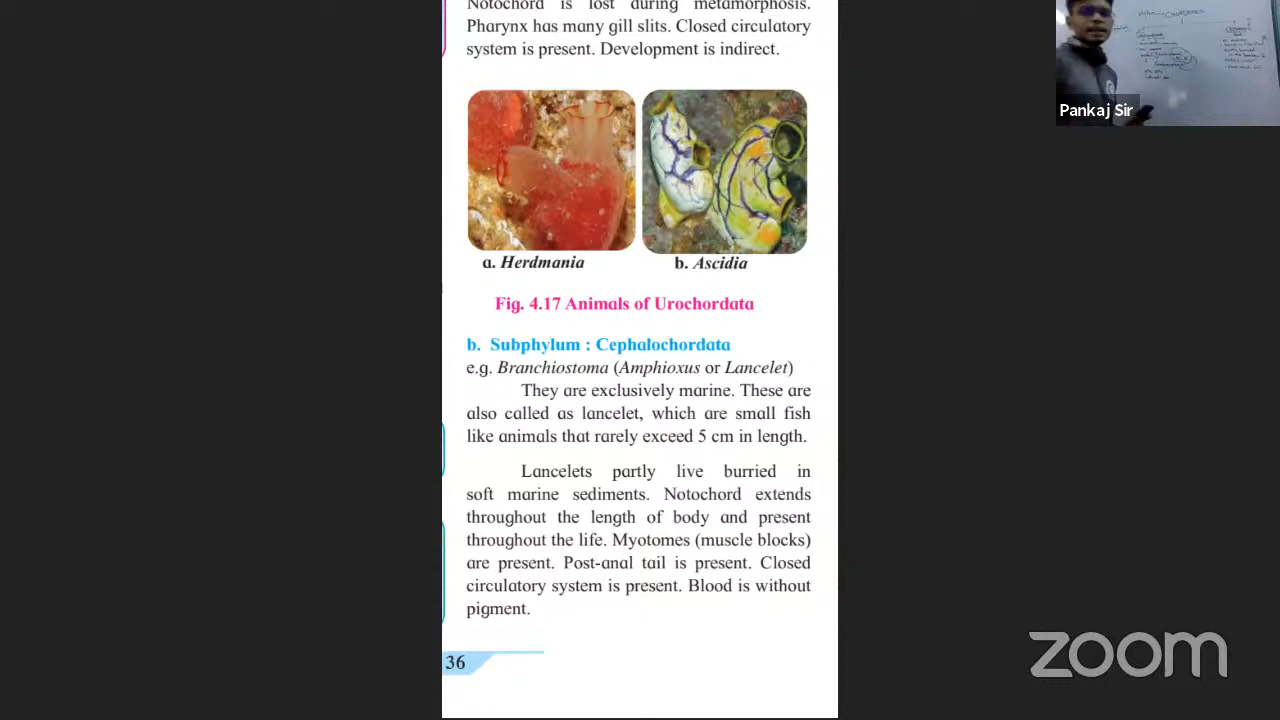 Notochord is lost during metamorphosis.
Pharynx has many gill slits. Closed circulatory
system is present. Development is indirect.
a. Herdmania
b. Ascidia
Fig. 4.17 Animals of Urochordata
b. Subphylum : Cephalochordata
e.g. Branchiostoma (Amphioxus or Lancelet)
They are exclusively marine. These are
also called as lancelet, which are small fish
like animals that rarely exceed 5 cm in length.
Lancelets partly live burried in
soft marine sediments. Notochord extends
throughout the length of body and present
throughout the life. Myotomes (muscle blocks)
are present. Post-anal tail is present. Closed
circulatory system is present. Blood is without
pigment.
36
Pankaj Sir
zoom